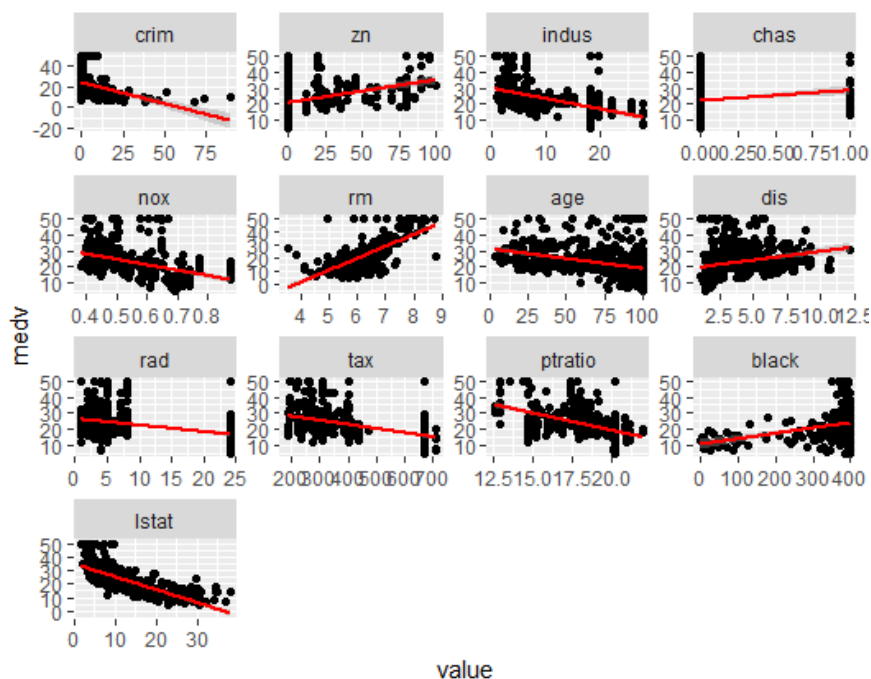 crim zn indus chas
40 50 50 50
20 40 40 40
0 30 30 30
-20 20 20 20
10 10 10
0 25 50 75 0 25 50 75 100 0 10 20 0.00 0.25 0.50 0.75 1.00
nox rm age dis
50 50 50 50
40 40 40 40
30 30 30 30
20 20 20 20
10 10 10 10
0
0.4 0.5 0.6 0.7 0.8 4 5 6 7 8 9 0 25 50 75 100 2.5 5.0 7.5 10.0 12.5
medv
rad tax ptratio black
50 50 50 50
40 40 40 40
30 30 30 30
20 20 20 20
10 10 10 10
0 5 10 15 20 25 200 300 400 500 600 700 12.5 15.0 17.5 20.0 0 100 200 300 400
lstat
50
40
30
20
10
0
0 10 20 30
value